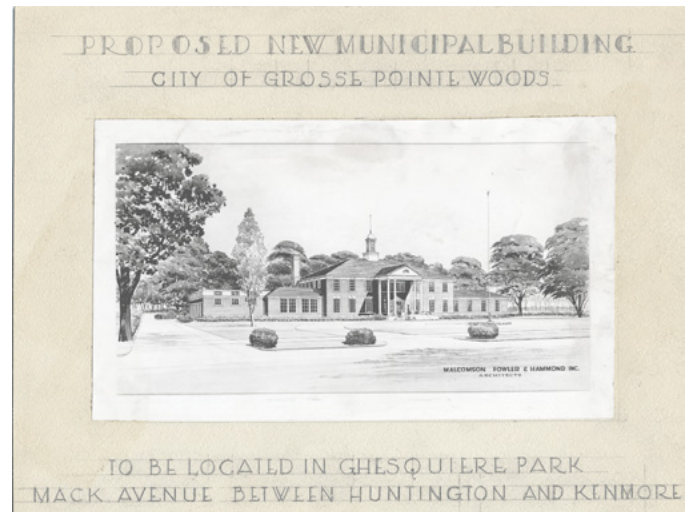 PROPOSED NEW MUNICIPAL BUILDING
CITY OF GROSSE POINTE WOODS
MALCOMSON FOWLER & HAMMOND INC.
ARCHITECTS
TO BE LOCATED IN GHESQUIERE PARK
MACK AVENUE BETWEEN HUNTINGTON AND KENMORE